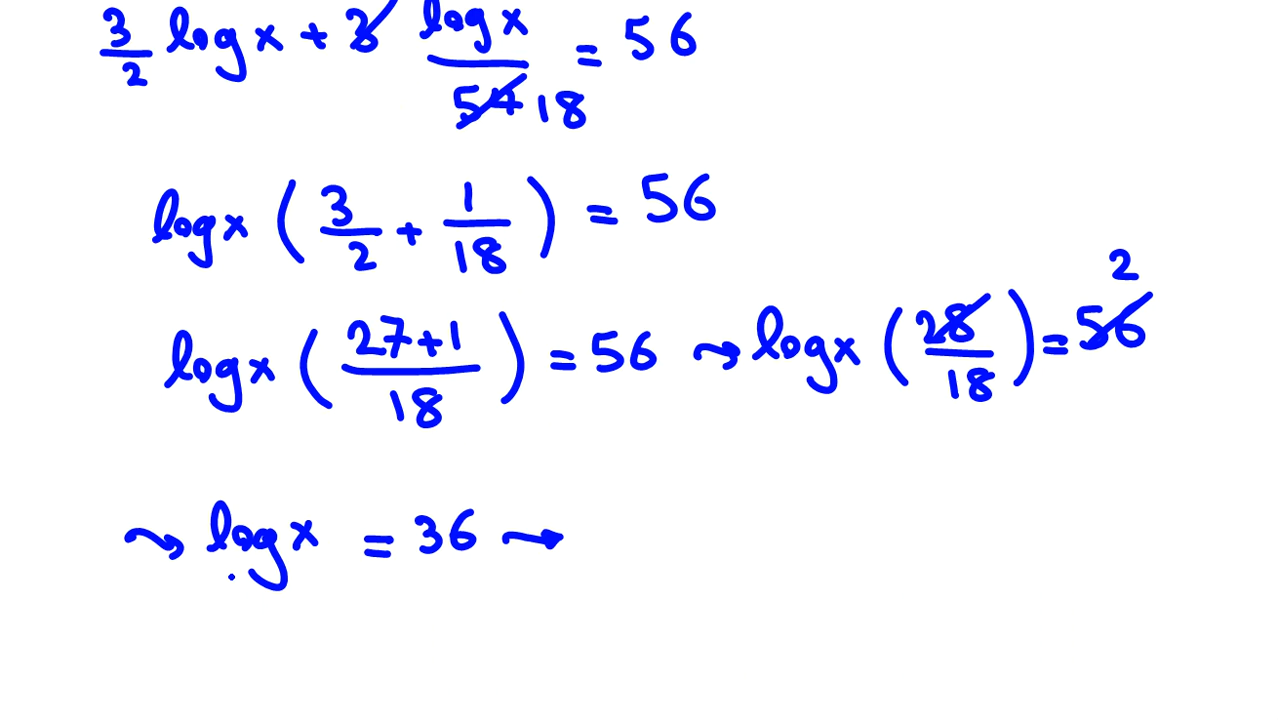 3/2 log x + 3 log x / 54 18 = 56
log x ( 3/2 + 1/18 ) = 56
log x ( 27+1 / 18 ) = 56 → log x ( 28/18 ) = 56 2
→ log x = 36 →